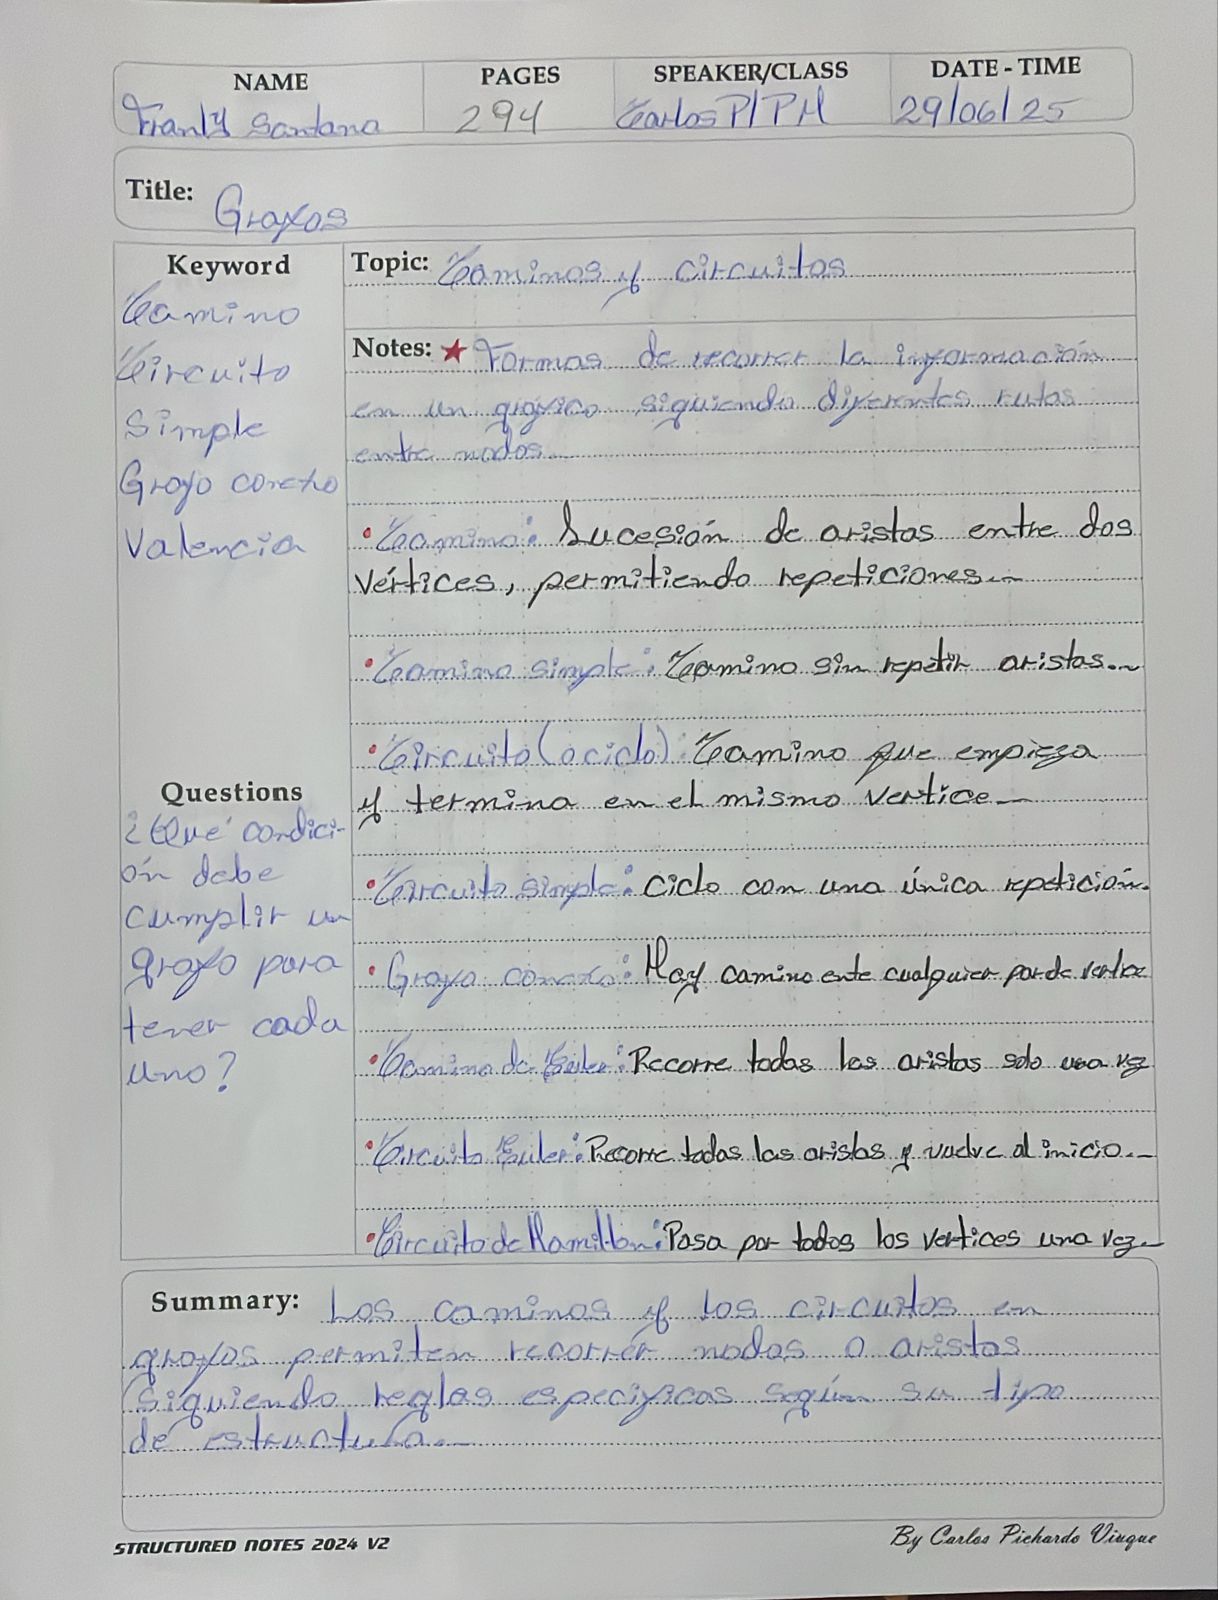 NAME PAGES SPEAKER/CLASS DATE - TIME
Franly Santana 294 Carlos P/PM 29/06/25
Title: Grafos
Keyword
Camino
Circuito
Simple
Grafo conexo
Valencia
Questions
¿Qué condici-
ón debe
cumplir un
grafo para
tener cada
uno?
Topic: Caminos y circuitos
Notes: ★ Formas de recorrer la información
en un gráfico siguiendo diferentes rutas
entre nodos.
• Camino: Sucesión de aristas entre dos
vértices, permitiendo repeticiones.
• Camino simple: Camino sin repetir aristas.
• Circuito (o ciclo): Camino que empieza
y termina en el mismo vertice.
• Circuito simple: Ciclo con una única repetición.
• Grafo conexo: Hay camino ente cualquier par de vertice
• Camino de Euler: Recorre todas las aristas solo una vez
• Circuito Euler: Recorre todas las aristas y vuelve al inicio.
• Circuito de Hamilton: Pasa por todos los vertices una vez.
Summary: Los caminos y los circuitos en
grafos permiten recorrer nodos o aristas
siguiendo reglas especificas según su tipo
de estructura.
STRUCTURED NOTES 2024 V2
By Carlos Pichardo Viuque